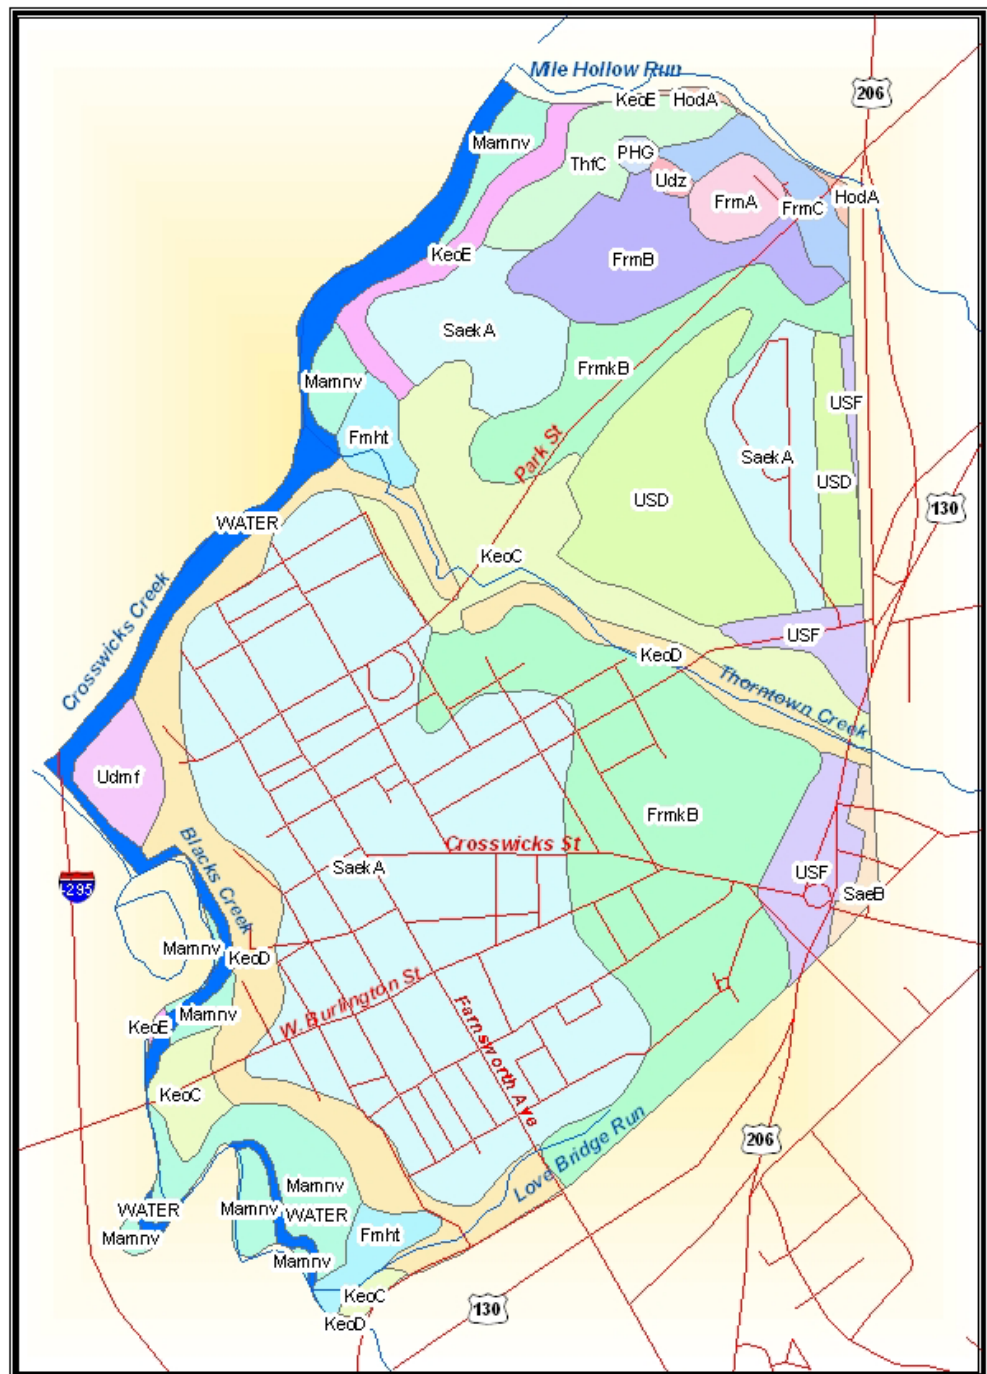 Mile Hollow Run
206
KeoE
HodA
Mamnv
PHG
ThfC
Udz
HodA
FrmA
FrmC
KeoE
FrmB
SaekA
FrmkB
Mamnv
USF
Fmht
Park St
SaekA
USD
USD
130
WATER
KeoC
Crosswicks Creek
USF
KeoD
Thorntown Creek
Udmf
FrmkB
Blacks Creek
Crosswicks St
SaekA
USF
-295
SaeB
Mamnv
KeoD
W. Burlington St
Mamnv
KeoE
Farnsworth Ave
KeoC
Love Bridge Run
206
Mamnv
WATER
Mamnv
WATER
Mamnv
Fmht
Mamnv
KeoC
130
KeoD